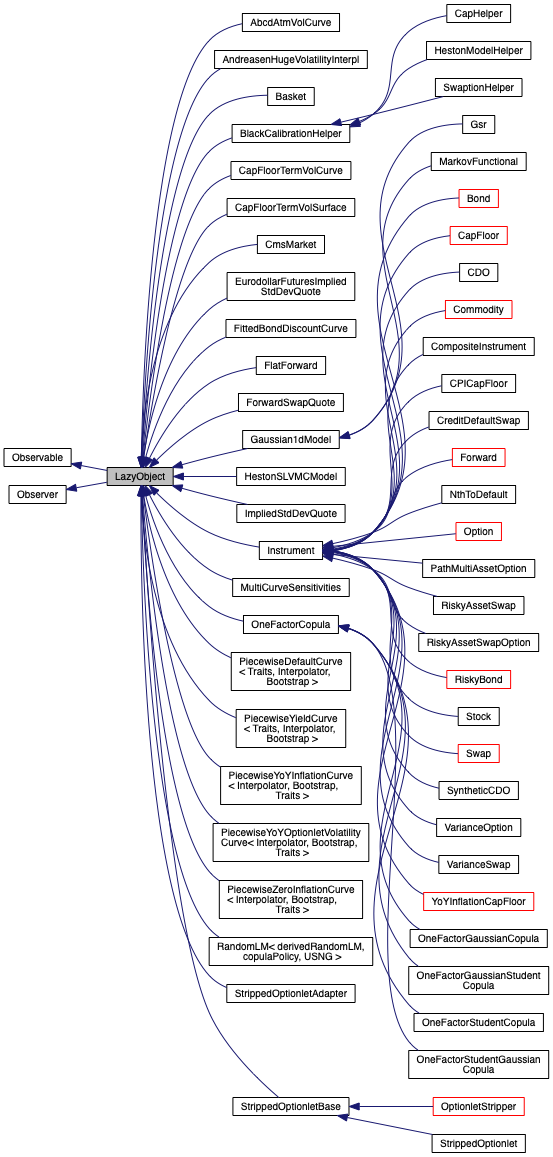 Observable
Observer
LazyObject
AbcdAtmVolCurve
AndreasenHugeVolatilityInterpl
Basket
BlackCalibrationHelper
CapFloorTermVolCurve
CapFloorTermVolSurface
CmsMarket
EurodollarFuturesImplied
StdDevQuote
FittedBondDiscountCurve
FlatForward
ForwardSwapQuote
Gaussian1dModel
HestonSLVMCModel
ImpliedStdDevQuote
Instrument
MultiCurveSensitivities
OneFactorCopula
PiecewiseDefaultCurve
< Traits, Interpolator,
Bootstrap >
PiecewiseYieldCurve
< Traits, Interpolator,
Bootstrap >
PiecewiseYoYInflationCurve
< Interpolator, Bootstrap,
Traits >
PiecewiseYoYOptionletVolatility
Curve< Interpolator, Bootstrap,
Traits >
PiecewiseZeroInflationCurve
< Interpolator, Bootstrap,
Traits >
RandomLM< derivedRandomLM,
copulaPolicy, USNG >
StrippedOptionletAdapter
StrippedOptionletBase
CapHelper
HestonModelHelper
SwaptionHelper
Gsr
MarkovFunctional
Bond
CapFloor
CDO
Commodity
CompositeInstrument
CPICapFloor
CreditDefaultSwap
Forward
NthToDefault
Option
PathMultiAssetOption
RiskyAssetSwap
RiskyAssetSwapOption
RiskyBond
Stock
Swap
SyntheticCDO
VarianceOption
VarianceSwap
YoYInflationCapFloor
OneFactorGaussianCopula
OneFactorGaussianStudent
Copula
OneFactorStudentCopula
OneFactorStudentGaussian
Copula
OptionletStripper
StrippedOptionlet